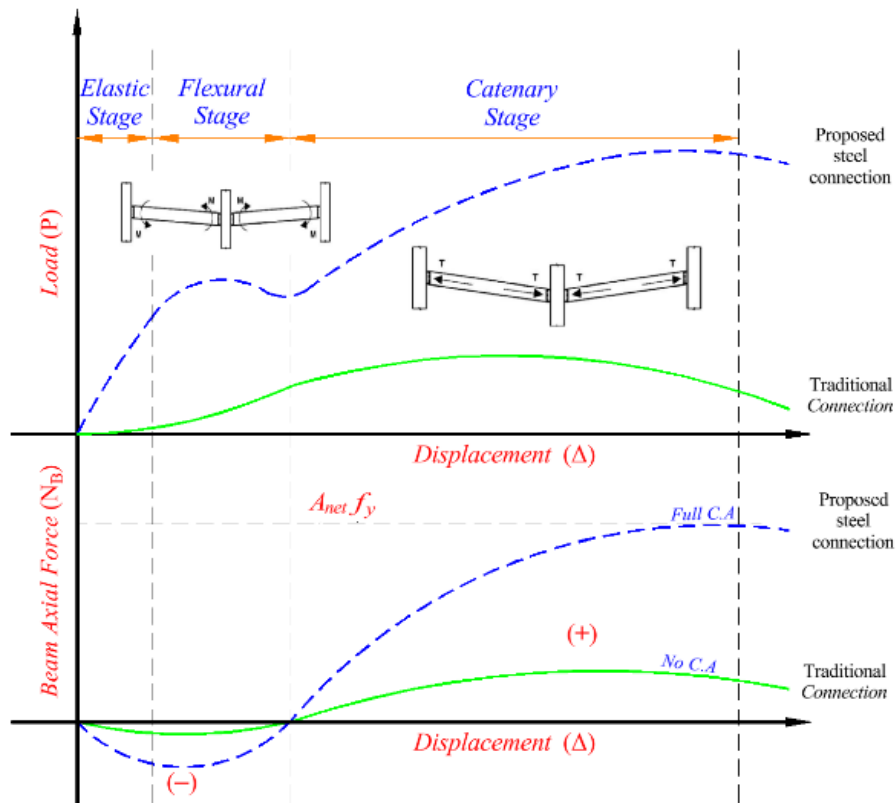 Elastic
Stage
Flexural
Stage
Catenary
Stage
Proposed
steel
connection
M
M
M
M
T
T
T
T
Load (P)
Traditional
Connection
Displacement (Δ)
A_net f_y
Full C.A
Proposed
steel
connection
Beam Axial Force (N_B)
(+)
No C.A
Traditional
Connection
Displacement (Δ)
(−)